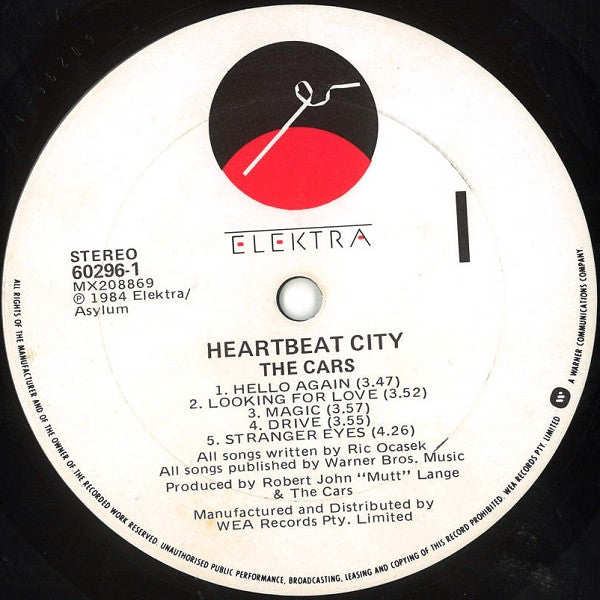 ELEKTRA
I
STEREO
60296-1
MX208869
℗ 1984 Elektra/
Asylum
HEARTBEAT CITY
THE CARS
1. HELLO AGAIN (3.47)
2. LOOKING FOR LOVE (3.52)
3. MAGIC (3.57)
4. DRIVE (3.55)
5. STRANGER EYES (4.26)
All songs written by Ric Ocasek
All songs published by Warner Bros. Music
Produced by Robert John "Mutt" Lange
& The Cars
Manufactured and Distributed by
WEA Records Pty. Limited
ALL RIGHTS OF THE MANUFACTURER AND OF THE OWNER OF THE RECORDED WORK RESERVED. UNAUTHORISED PUBLIC PERFORMANCE, BROADCASTING, LEASING AND COPYING OF THIS RECORD PROHIBITED. WEA RECORDS PTY. LIMITED A WARNER COMMUNICATIONS COMPANY.